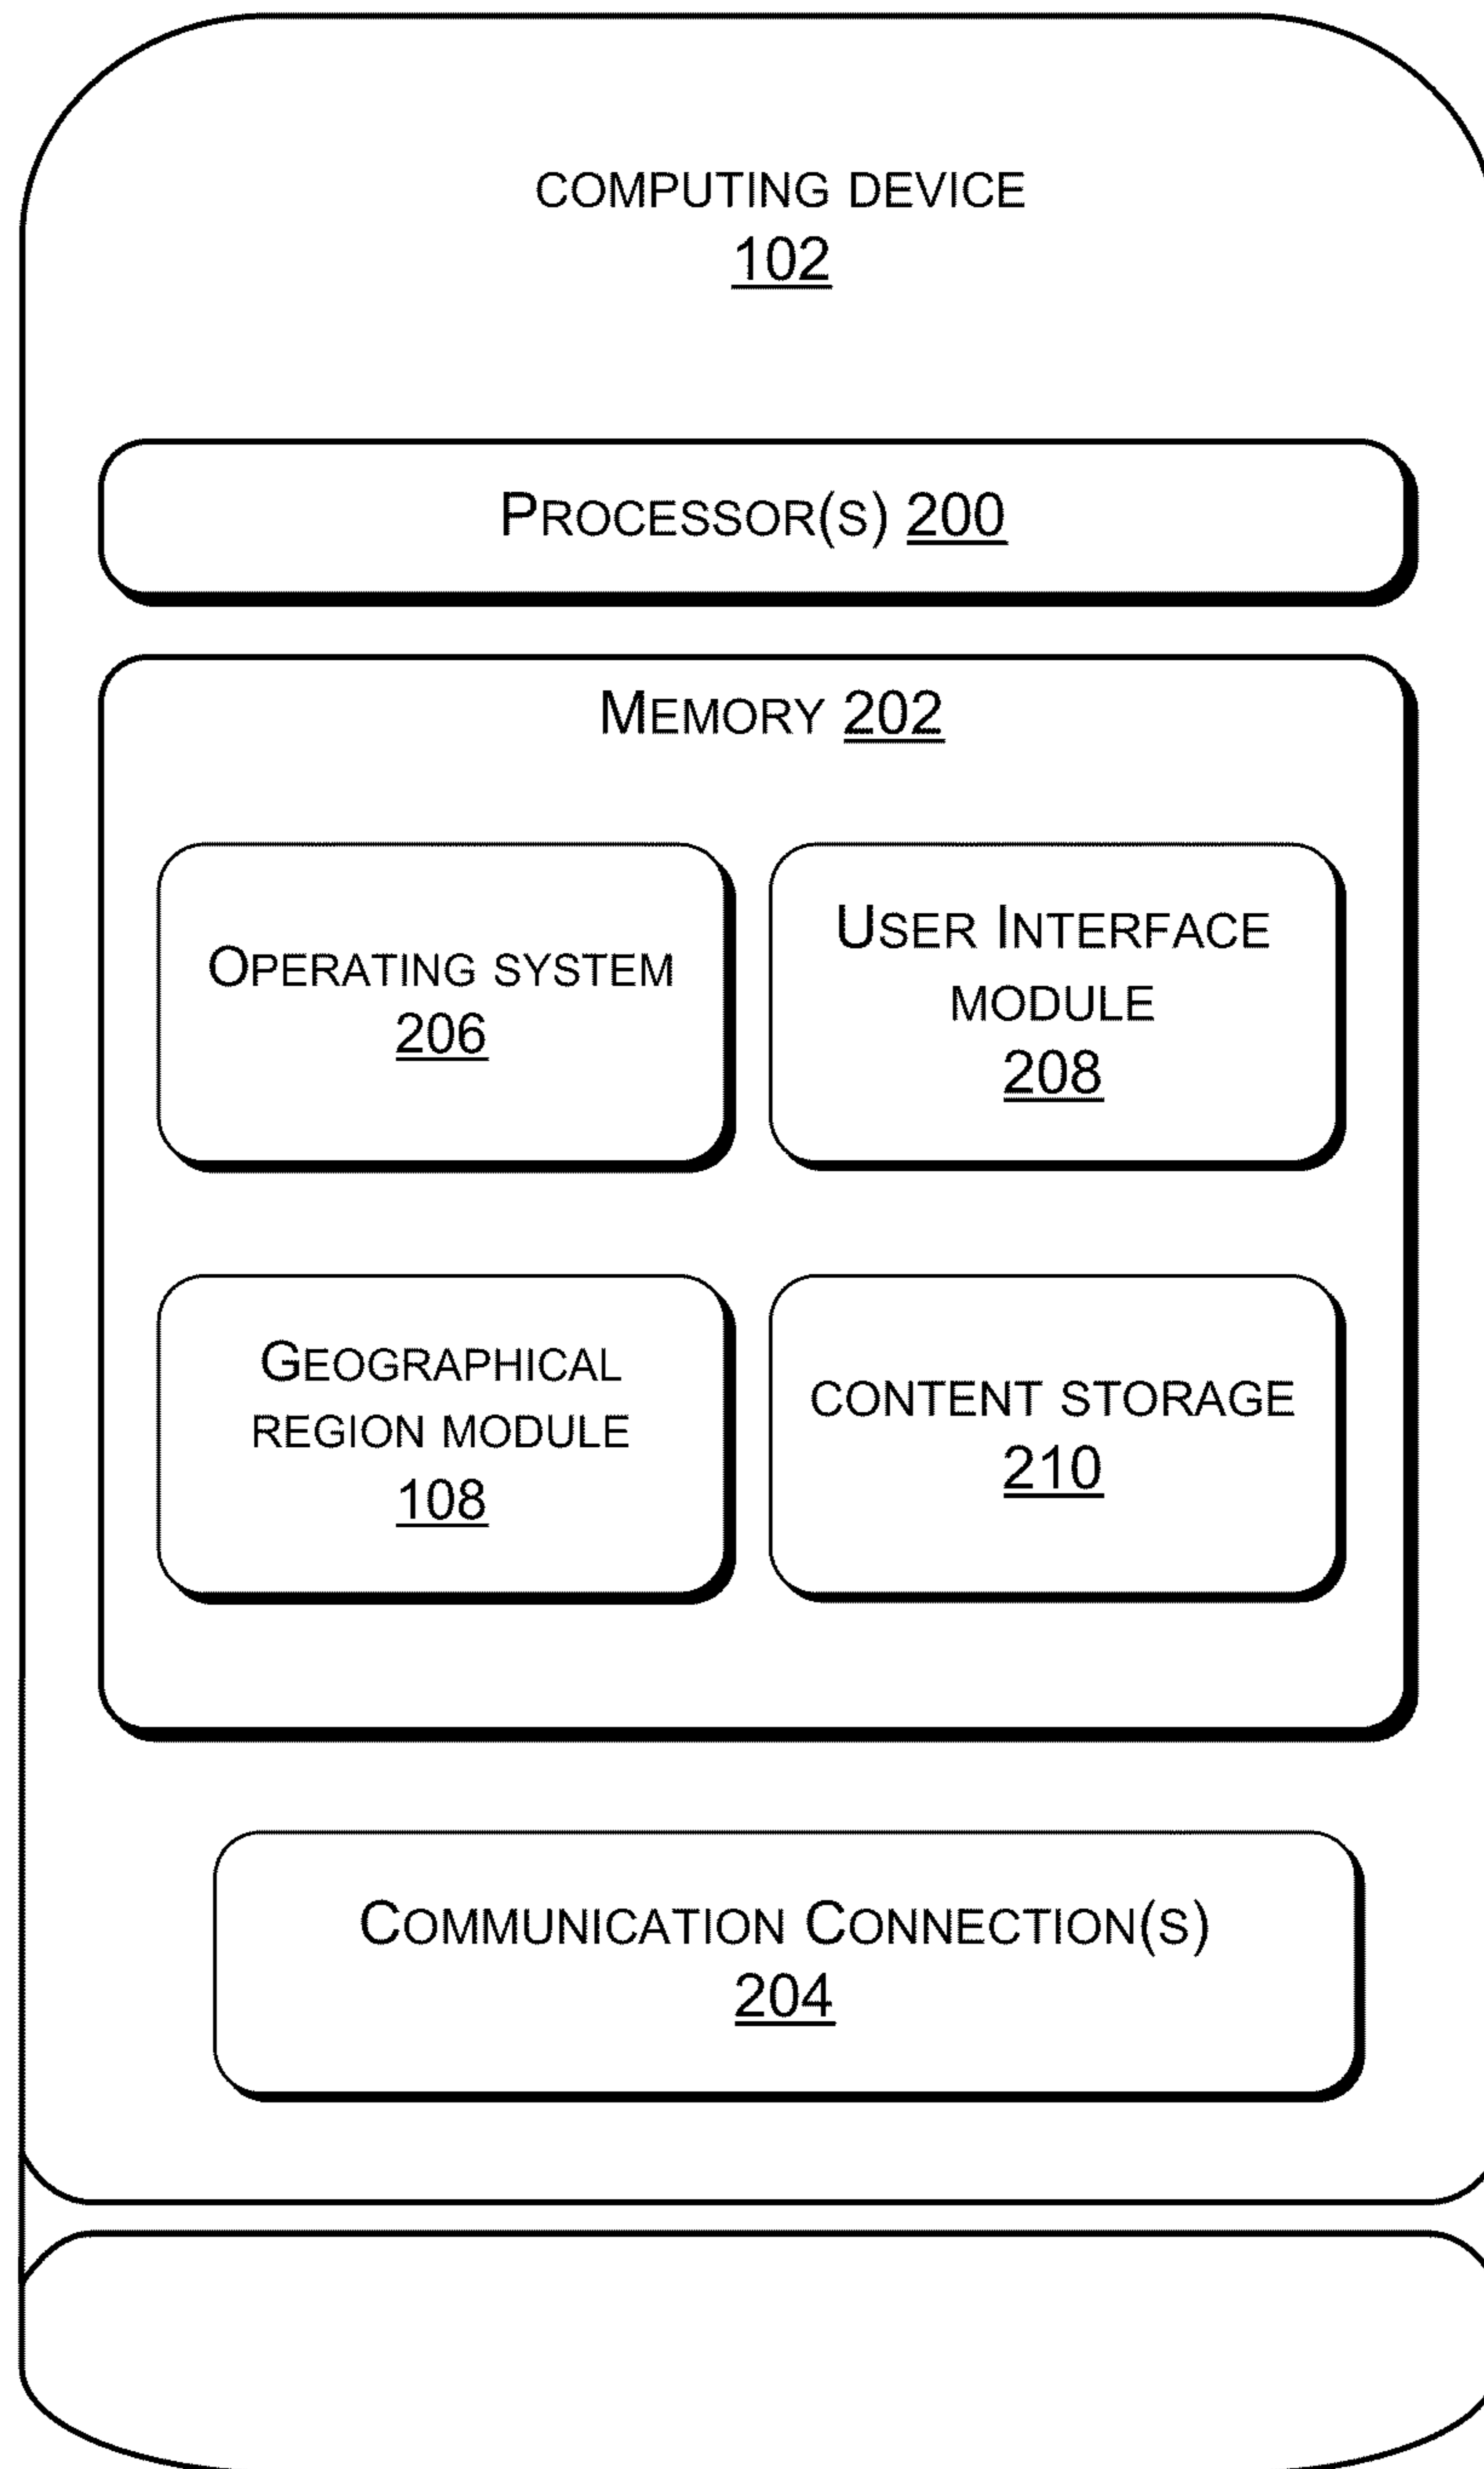 COMPUTING DEVICE
102
PROCESSOR(S) 200
MEMORY 202
OPERATING SYSTEM
206
USER INTERFACE
MODULE
208
GEOGRAPHICAL
REGION MODULE
108
CONTENT STORAGE
210
COMMUNICATION CONNECTION(S)
204